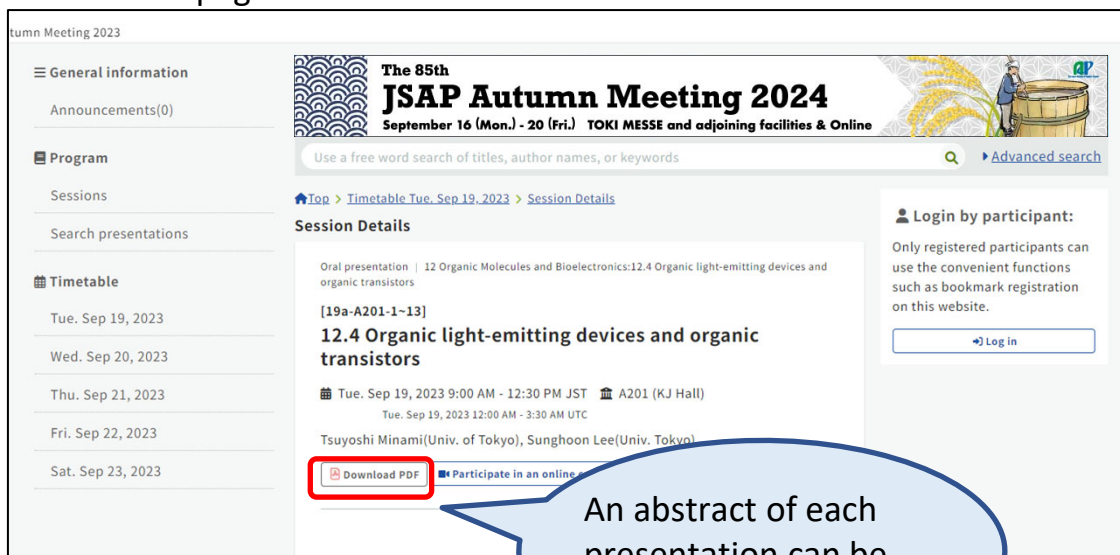 tumn Meeting 2023
General information
Announcements(0)
Program
Sessions
Search presentations
Timetable
Tue. Sep 19, 2023
Wed. Sep 20, 2023
Thu. Sep 21, 2023
Fri. Sep 22, 2023
Sat. Sep 23, 2023
The 85th
JSAP Autumn Meeting 2024
September 16 (Mon.) - 20 (Fri.) TOKI MESSE and adjoining facilities & Online
Use a free word search of titles, author names, or keywords
Advanced search
Top > Timetable Tue. Sep 19, 2023 > Session Details
Session Details
Oral presentation | 12 Organic Molecules and Bioelectronics:12.4 Organic light-emitting devices and
organic transistors
[19a-A201-1~13]
12.4 Organic light-emitting devices and organic
transistors
Tue. Sep 19, 2023 9:00 AM - 12:30 PM JST A201 (KJ Hall)
Tue. Sep 19, 2023 12:00 AM - 3:30 AM UTC
Tsuyoshi Minami(Univ. of Tokyo), Sunghoon Lee(Univ. Tokyo)
Download PDF
Participate in an online
An abstract of each
presentation can be
Login by participant:
Only registered participants can
use the convenient functions
such as bookmark registration
on this website.
Log in